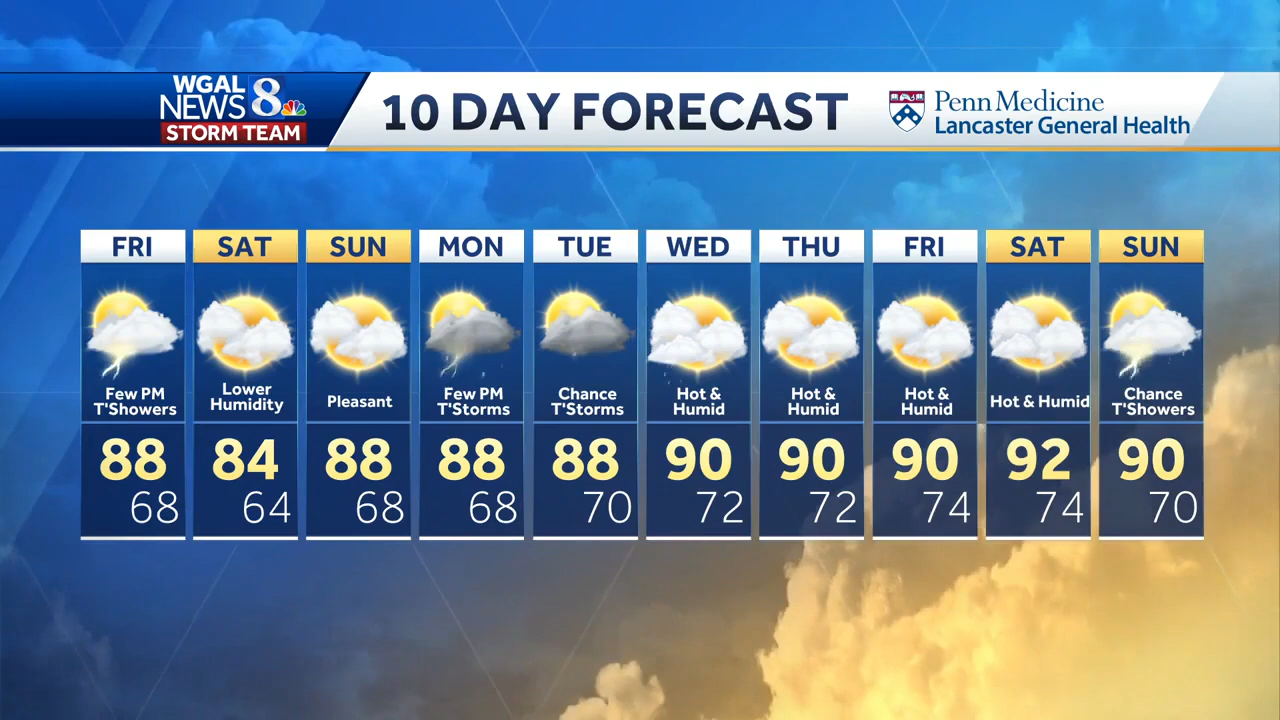 WGAL
NEWS 8
STORM TEAM
10 DAY FORECAST
Penn Medicine
Lancaster General Health
FRI SAT SUN MON TUE WED THU FRI SAT SUN
Few PM
T'Showers
Lower
Humidity
Pleasant
Few PM
T'Storms
Chance
T'Storms
Hot &
Humid
Hot &
Humid
Hot &
Humid
Hot & Humid
Chance
T'Showers
88 84 88 88 88 90 90 90 92 90
68 64 68 68 70 72 72 74 74 70